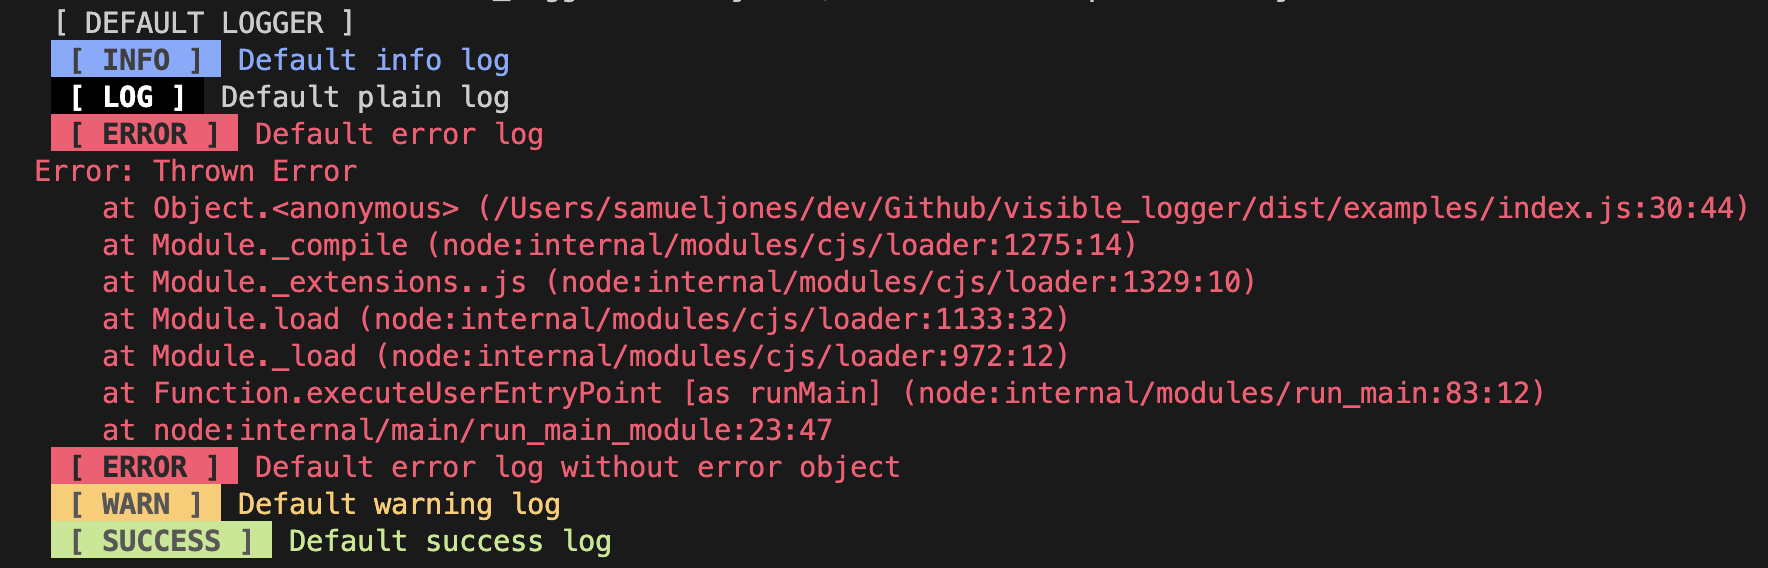 [ DEFAULT LOGGER ]
[ INFO ] Default info log
[ LOG ] Default plain log
[ ERROR ] Default error log
Error: Thrown Error
at Object.<anonymous> (/Users/samueljones/dev/Github/visible_logger/dist/examples/index.js:30:44)
at Module._compile (node:internal/modules/cjs/loader:1275:14)
at Module._extensions..js (node:internal/modules/cjs/loader:1329:10)
at Module.load (node:internal/modules/cjs/loader:1133:32)
at Module._load (node:internal/modules/cjs/loader:972:12)
at Function.executeUserEntryPoint [as runMain] (node:internal/modules/run_main:83:12)
at node:internal/main/run_main_module:23:47
[ ERROR ] Default error log without error object
[ WARN ] Default warning log
[ SUCCESS ] Default success log